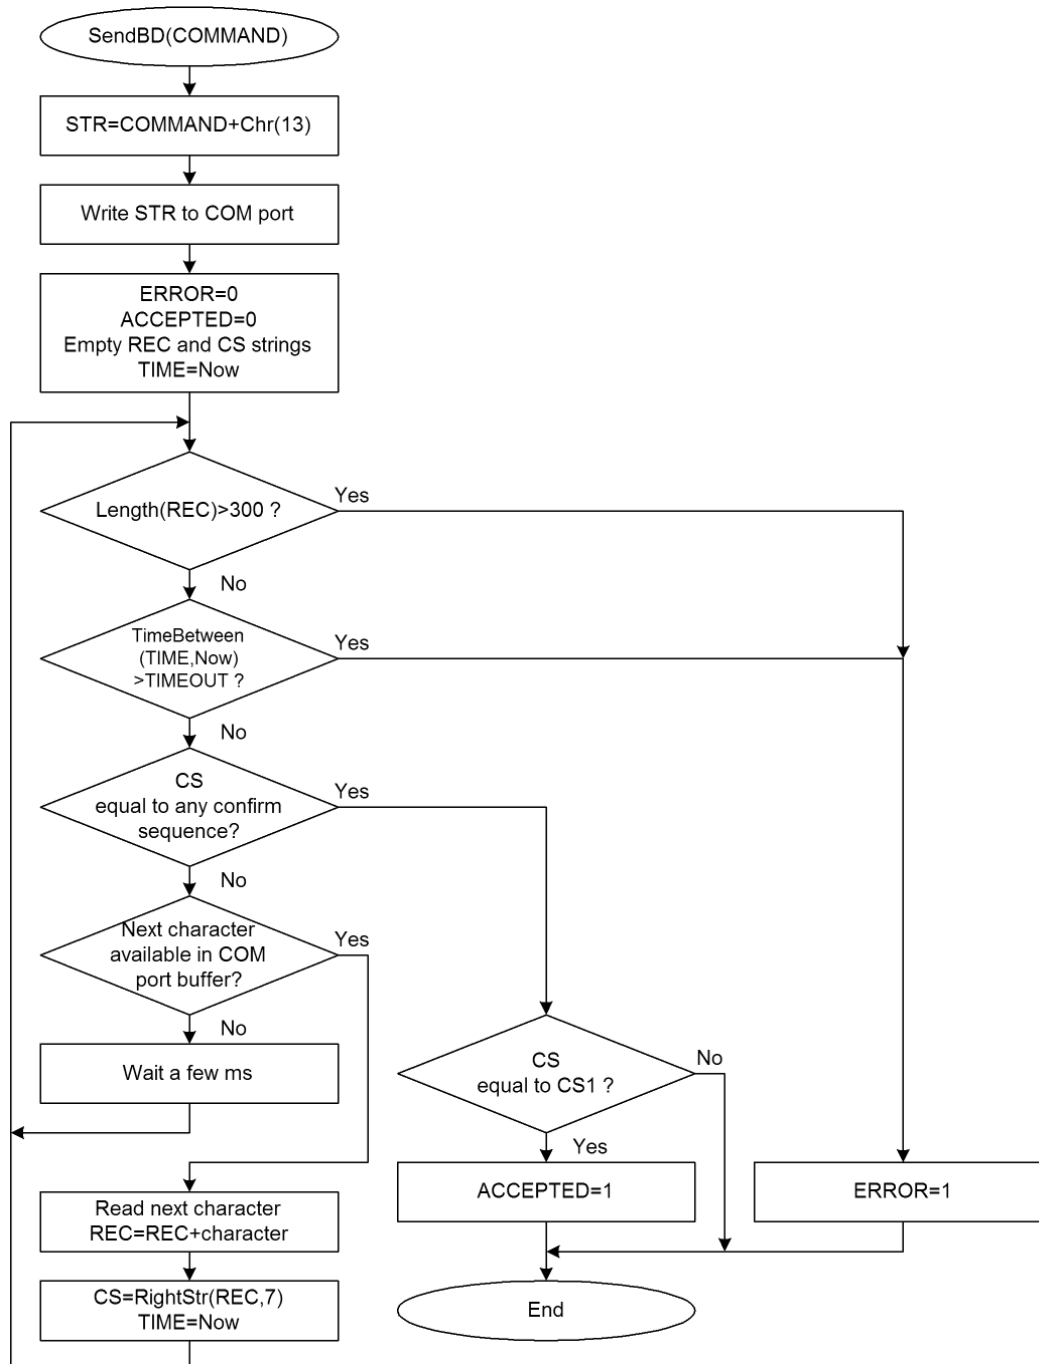 SendBD(COMMAND)
STR=COMMAND+Chr(13)
Write STR to COM port
ERROR=0
ACCEPTED=0
Empty REC and CS strings
TIME=Now
Length(REC)>300 ?
Yes
No
TimeBetween
(TIME,Now)
>TIMEOUT ?
Yes
No
CS
equal to any confirm
sequence?
Yes
No
Next character
available in COM
port buffer?
Yes
No
Wait a few ms
CS
equal to CS1 ?
No
Yes
ACCEPTED=1
ERROR=1
Read next character
REC=REC+character
CS=RightStr(REC,7)
TIME=Now
End